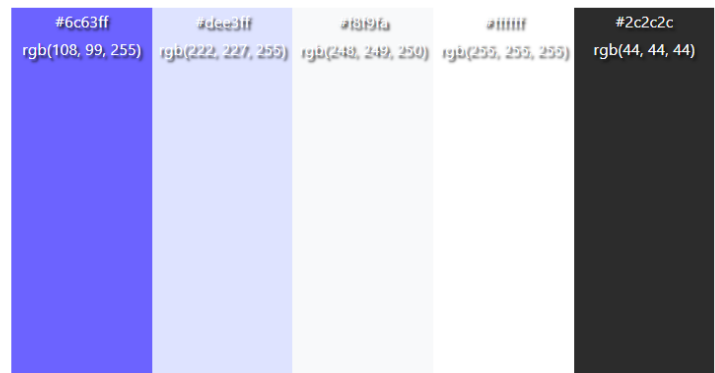 #6c63ff
rgb(108, 99, 255)
#dee3ff
rgb(222, 227, 255)
#f8f9fa
rgb(248, 249, 250)
#ffffff
rgb(255, 255, 255)
#2c2c2c
rgb(44, 44, 44)